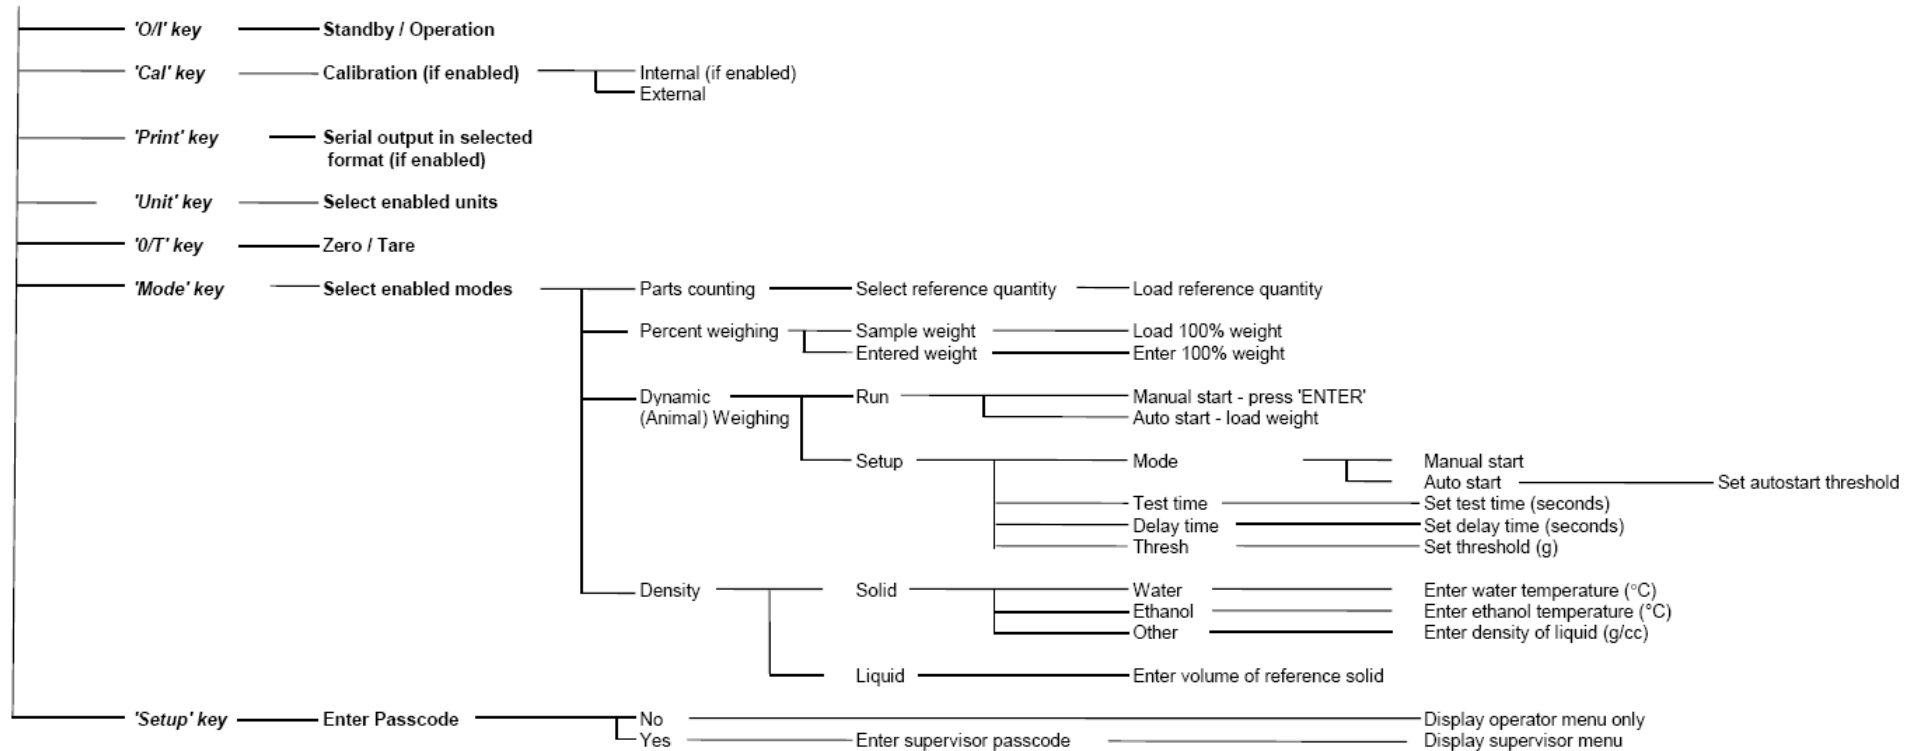 'O/I' key Standby / Operation
'Cal' key Calibration (if enabled) Internal (if enabled)
External
'Print' key Serial output in selected
format (if enabled)
'Unit' key Select enabled units
'0/T' key Zero / Tare
'Mode' key Select enabled modes Parts counting Select reference quantity Load reference quantity
Percent weighing Sample weight Load 100% weight
Entered weight Enter 100% weight
Dynamic Run Manual start - press 'ENTER'
(Animal) Weighing Auto start - load weight
Setup Mode Manual start
Auto start Set autostart threshold
Test time Set test time (seconds)
Delay time Set delay time (seconds)
Thresh Set threshold (g)
Density Solid Water Enter water temperature (°C)
Ethanol Enter ethanol temperature (°C)
Other Enter density of liquid (g/cc)
Liquid Enter volume of reference solid
'Setup' key Enter Passcode No Display operator menu only
Yes Enter supervisor passcode Display supervisor menu